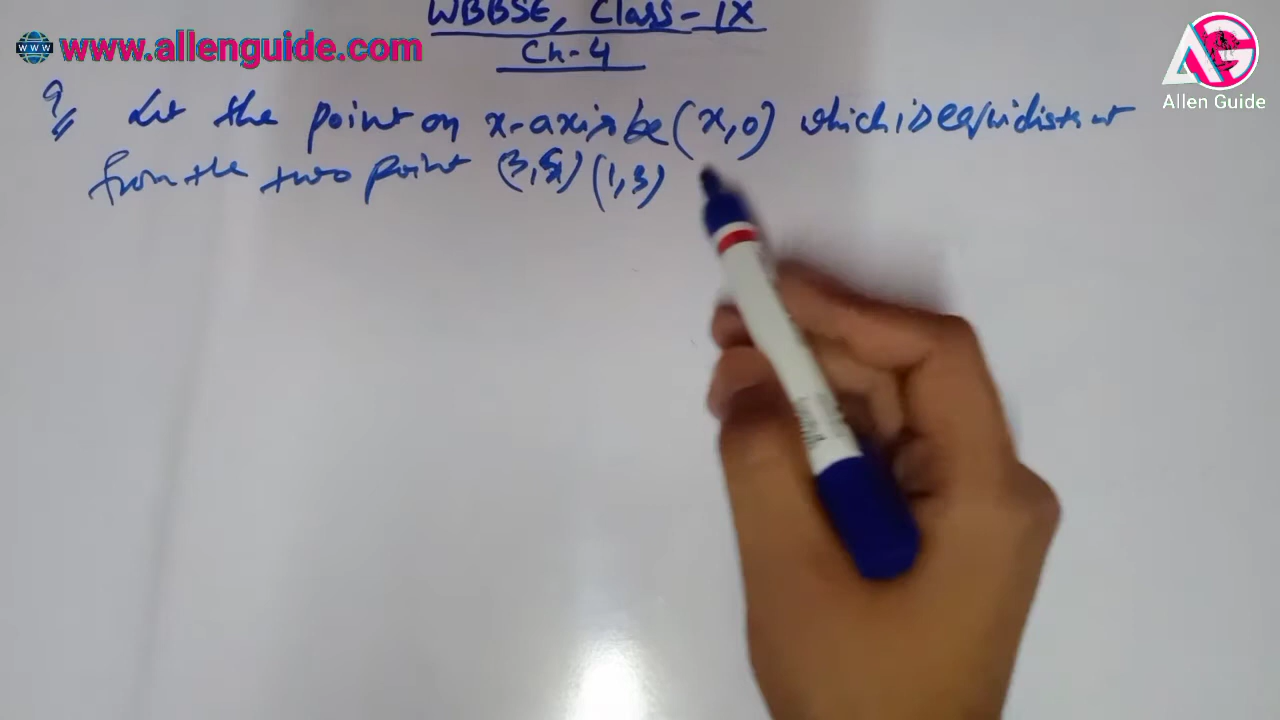 WBBSE, Class-IX
www.allenguide.com
Ch-4
Allen Guide
9, Let the point on x-axis be (x,0) which is equidistant
from the two point (3, ) (1,3)